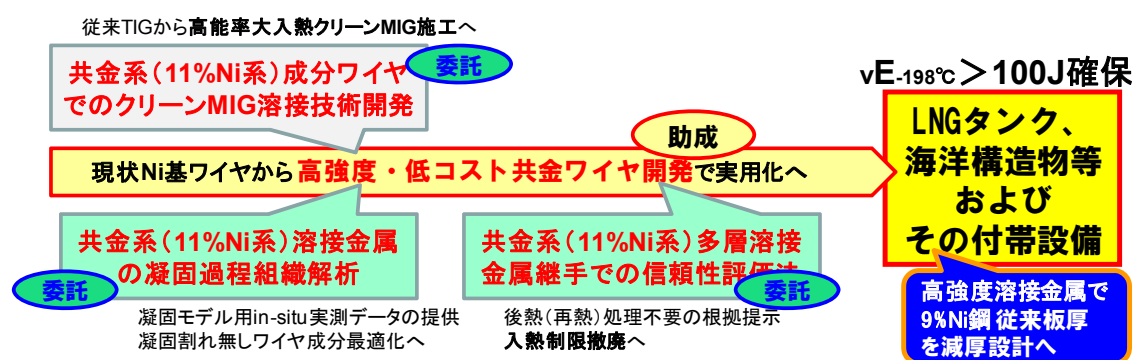 従来TIGから高能率大入熱クリーンMIG施工へ
共金系(11%Ni系)成分ワイヤ
でのクリーンMIG溶接技術開発
委託
vE-198℃>100J確保
助成
現状Ni基ワイヤから高強度・低コスト共金ワイヤ開発で実用化へ
LNGタンク、
海洋構造物等
および
その付帯設備
共金系(11%Ni系)溶接金属
の凝固過程組織解析
委託
共金系(11%Ni系)多層溶接
金属継手での信頼性評価
委託
凝固モデル用in-situ実測データの提供
凝固割れ無しワイヤ成分最適化へ
後熱(再熱)処理不要の根拠提示
入熱制限撤廃へ
高強度溶接金属で
9%Ni鋼従来板厚
を減厚設計へ